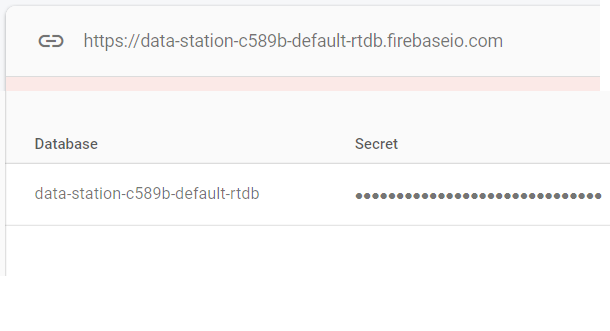 https://data-station-c589b-default-rtdb.firebaseio.com
Database Secret
data-station-c589b-default-rtdb ••••••••••••••••••••••••••••••